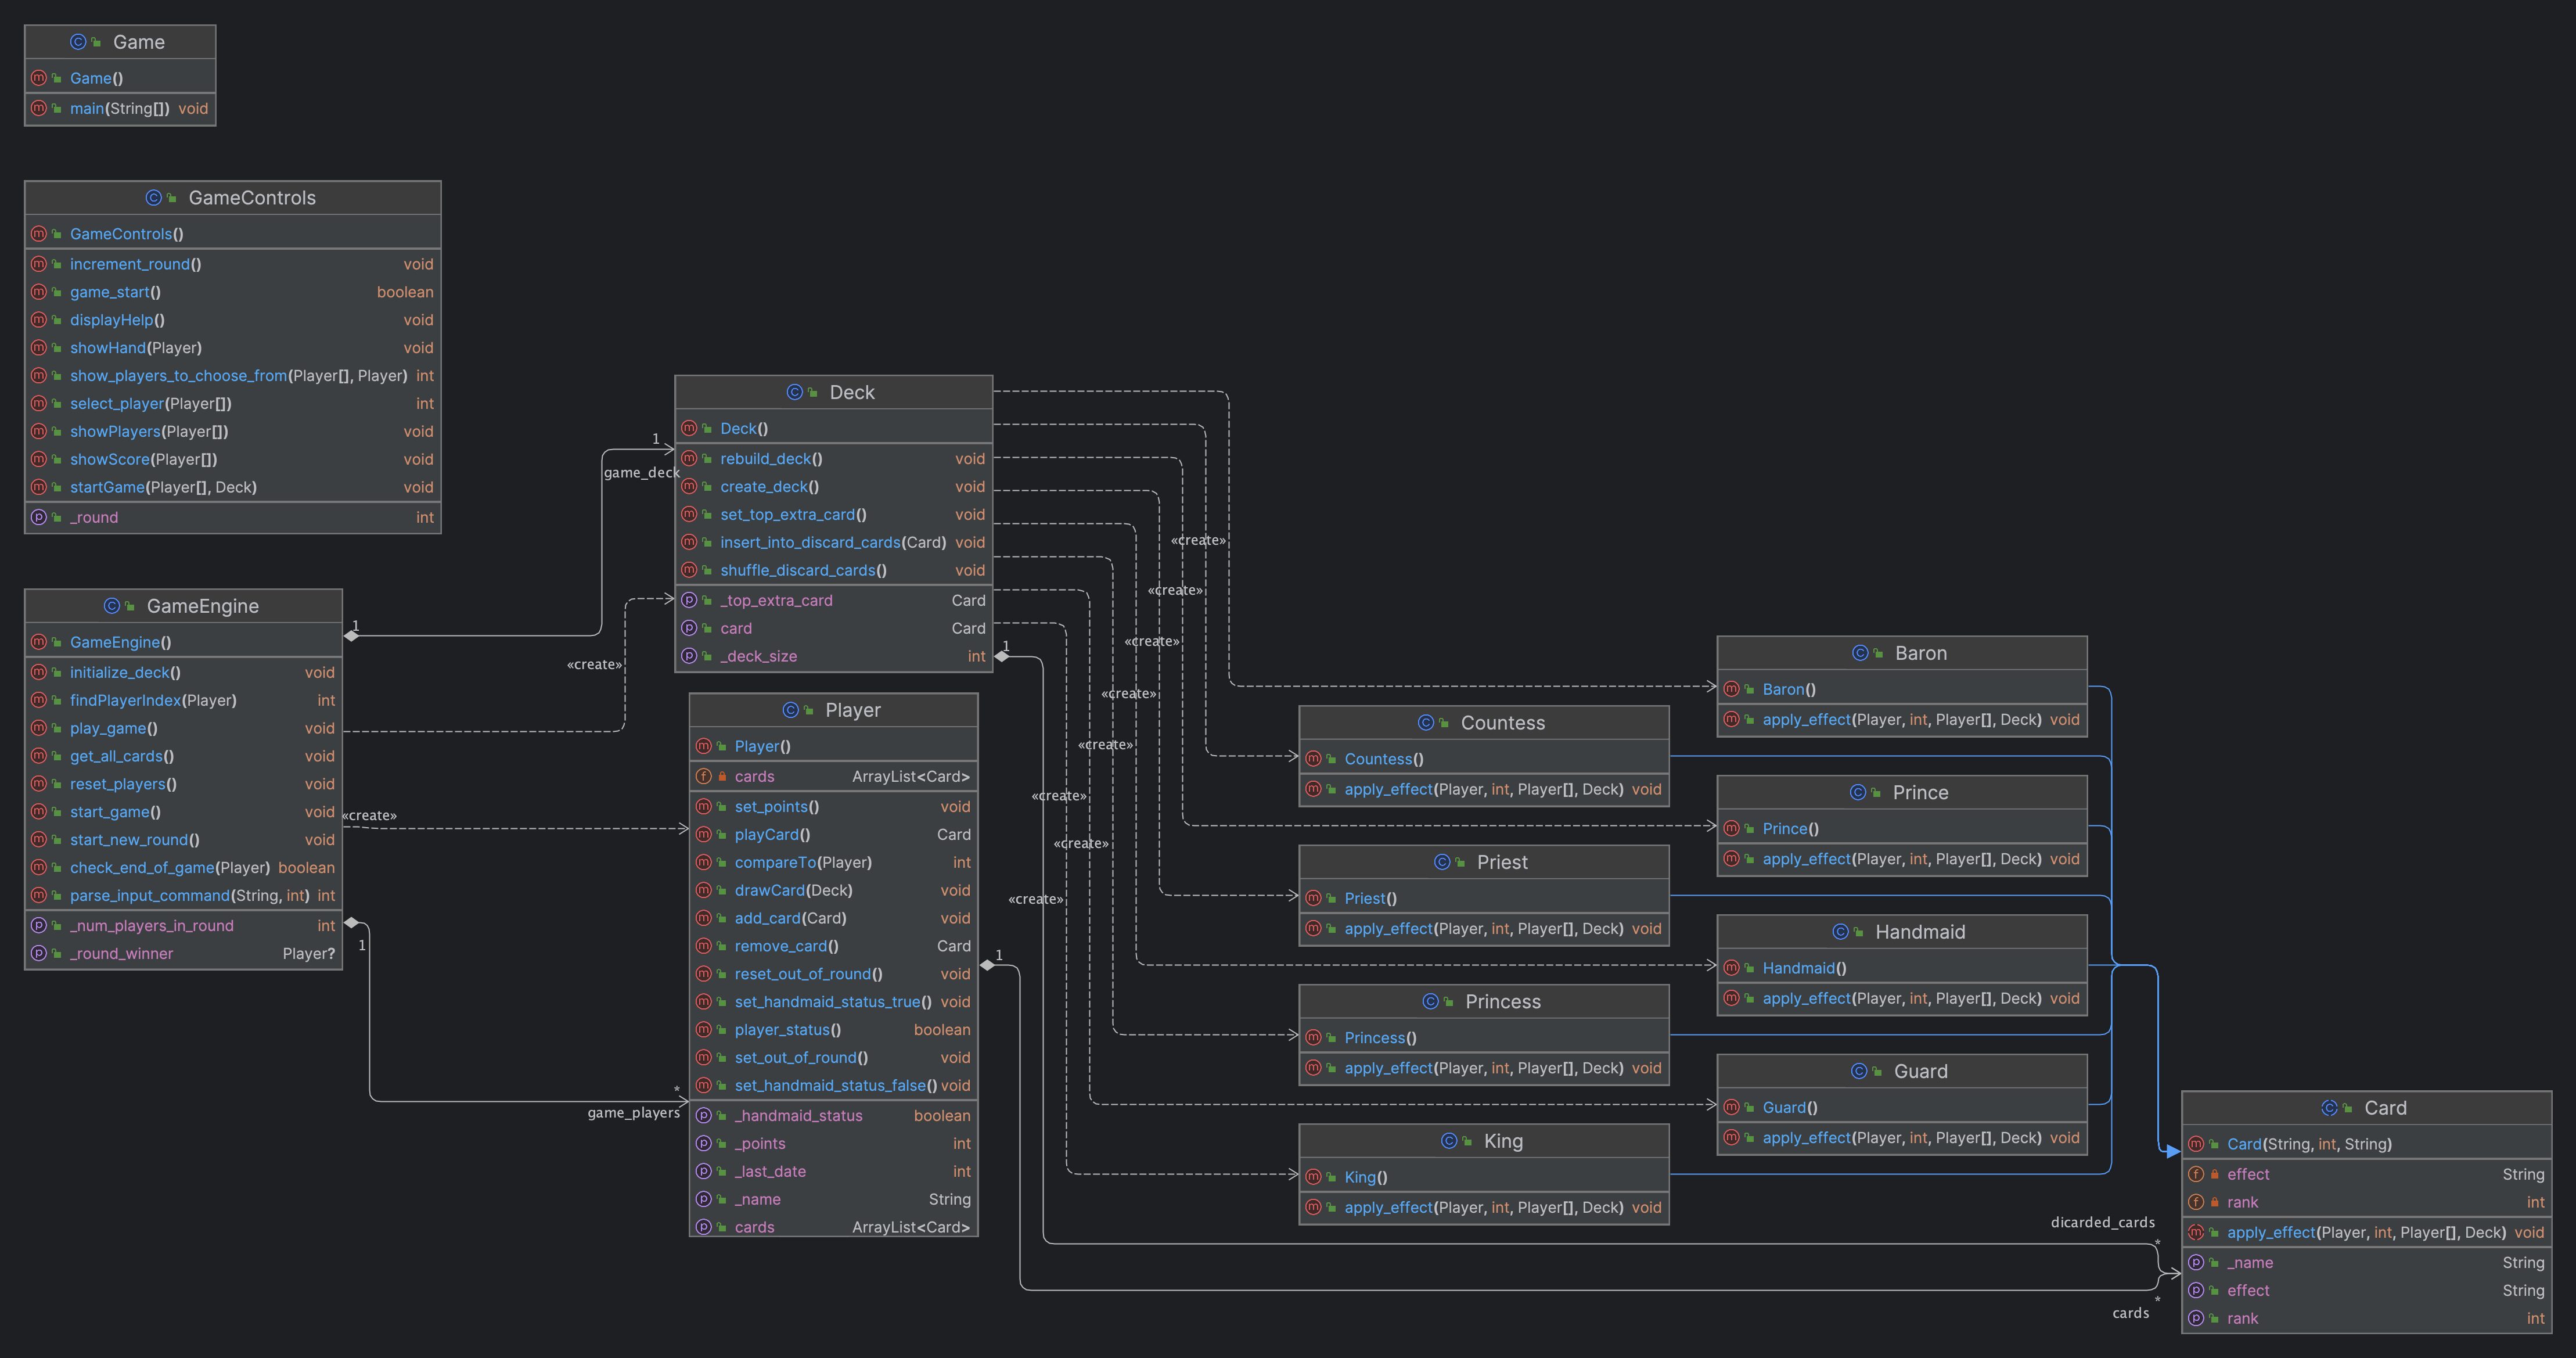 Game
Game()
main(String[]) void
GameControls
GameControls()
increment_round() void
game_start() boolean
displayHelp() void
showHand(Player) void
show_players_to_choose_from(Player[], Player) int
select_player(Player[]) int
showPlayers(Player[]) void
showScore(Player[]) void
startGame(Player[], Deck) void
_round int
GameEngine
GameEngine()
initialize_deck() void
findPlayerIndex(Player) int
play_game() void
get_all_cards() void
reset_players() void
start_game() void
start_new_round() void
check_end_of_game(Player) boolean
parse_input_command(String, int) int
_num_players_in_round int
_round_winner Player?
1
1
game_deck
1
«create»
«create»
1
*
game_players
Deck
Deck()
rebuild_deck() void
create_deck() void
set_top_extra_card() void
insert_into_discard_cards(Card) void
shuffle_discard_cards() void
_top_extra_card Card
card Card
_deck_size int
Player
Player()
cards ArrayList<Card>
set_points() void
playCard() Card
compareTo(Player) int
drawCard(Deck) void
add_card(Card) void
remove_card() Card
reset_out_of_round() void
set_handmaid_status_true() void
player_status() boolean
set_out_of_round() void
set_handmaid_status_false() void
_handmaid_status boolean
_points int
_last_date int
_name String
cards ArrayList<Card>
1
«create»
«create»
«create»
«create»
«create»
«create»
«create»
«create»
Countess
Countess()
apply_effect(Player, int, Player[], Deck) void
Priest
Priest()
apply_effect(Player, int, Player[], Deck) void
Princess
Princess()
apply_effect(Player, int, Player[], Deck) void
King
King()
apply_effect(Player, int, Player[], Deck) void
Baron
Baron()
apply_effect(Player, int, Player[], Deck) void
Prince
Prince()
apply_effect(Player, int, Player[], Deck) void
Handmaid
Handmaid()
apply_effect(Player, int, Player[], Deck) void
Guard
Guard()
apply_effect(Player, int, Player[], Deck) void
dicarded_cards
*
*
cards
Card
Card(String, int, String)
effect String
rank int
apply_effect(Player, int, Player[], Deck) void
_name String
effect String
rank int